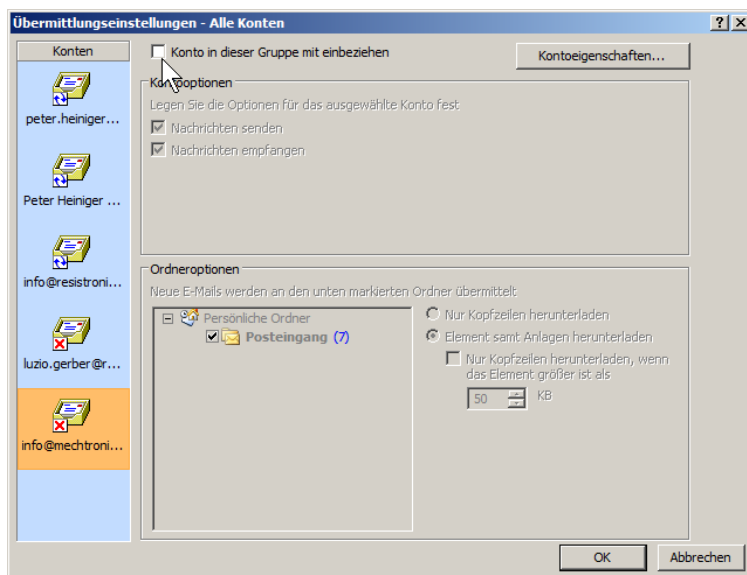 Übermittlungseinstellungen - Alle Konten
Konten
peter.heiniger...
Peter Heiniger ...
info@resistroni...
luzio.gerber@r...
info@mechtroni...
Konto in dieser Gruppe mit einbeziehen
Kontoeigenschaften...
Kontooptionen
Legen Sie die Optionen für das ausgewählte Konto fest
Nachrichten senden
Nachrichten empfangen
Ordneroptionen
Neue E-Mails werden an den unten markierten Ordner übermittelt
Persönliche Ordner
Posteingang (7)
Nur Kopfzeilen herunterladen
Element samt Anlagen herunterladen
Nur Kopfzeilen herunterladen, wenn
das Element größer ist als
50 KB
OK
Abbrechen